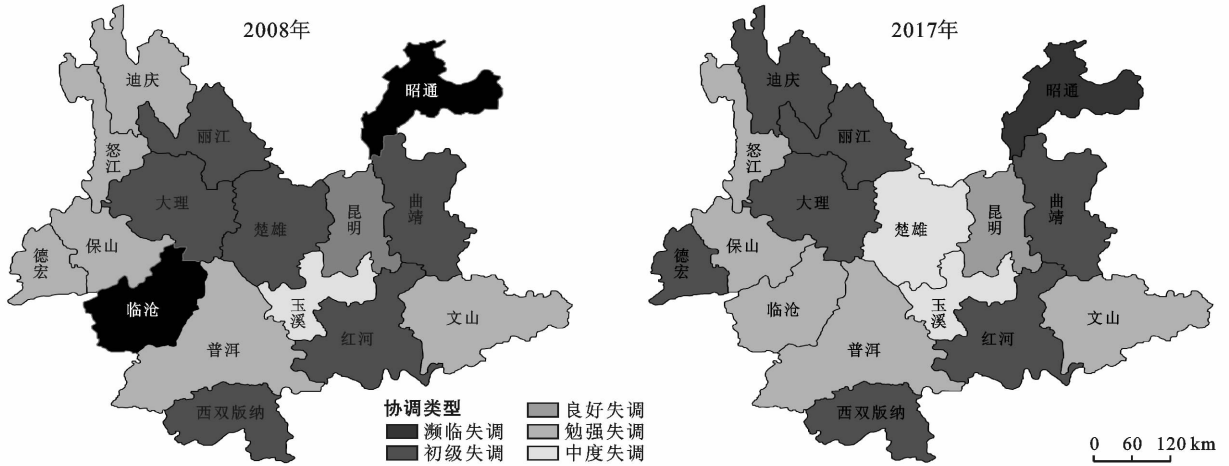 2008年
迪庆
昭通
丽江
怒江
大理
楚雄
昆明
曲靖
保山
德宏
临沧
玉溪
红河
文山
普洱
西双版纳
2017年
迪庆
昭通
丽江
怒江
大理
楚雄
昆明
曲靖
保山
德宏
临沧
玉溪
红河
文山
普洱
西双版纳
协调类型
濒临失调
初级失调
良好失调
勉强失调
中度失调
0 60 120 km